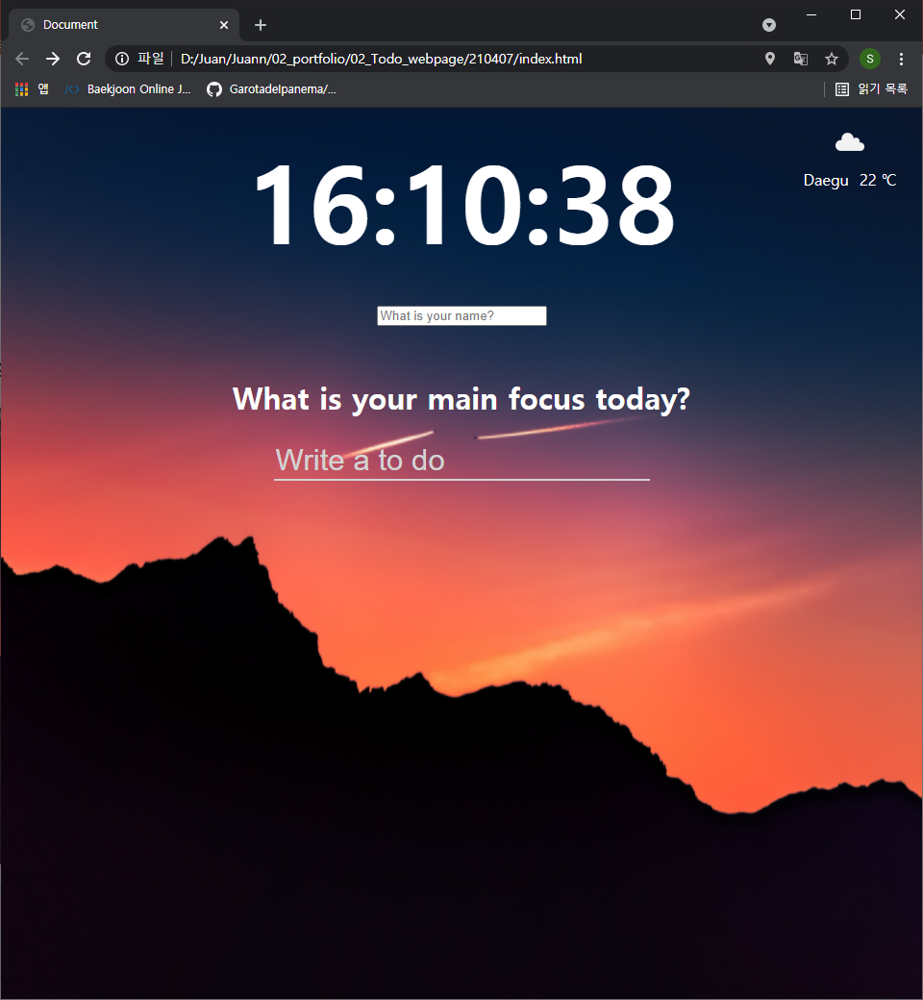 Document
파일 D:/Juan/Juann/02_portfolio/02_Todo_webpage/210407/index.html
S
앱 Baekjoon Online J... GarotadeIpanema/... 읽기 목록
16:10:38
Daegu 22 ℃
What is your name?
What is your main focus today?
Write a to do